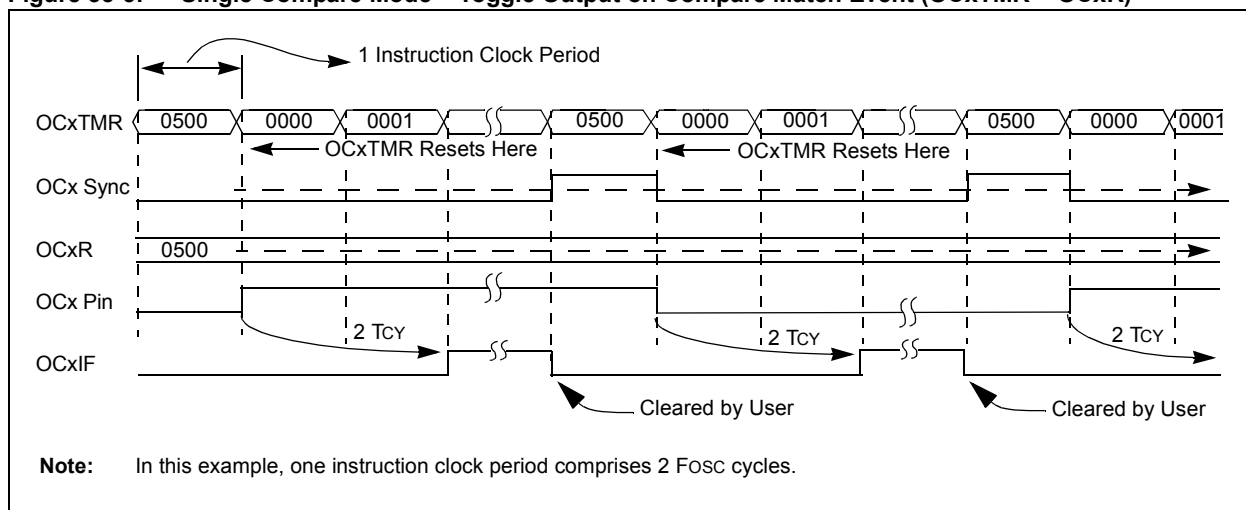 1 Instruction Clock Period
OCxTMR 0500 0000 0001 0500 0000 0001 0500 0000 0001
OCxTMR Resets Here OCxTMR Resets Here
OCx Sync
OCxR 0500
OCx Pin
2 TCY 2 TCY 2 TCY
OCxIF
Cleared by User Cleared by User
Note: In this example, one instruction clock period comprises 2 FOSC cycles.